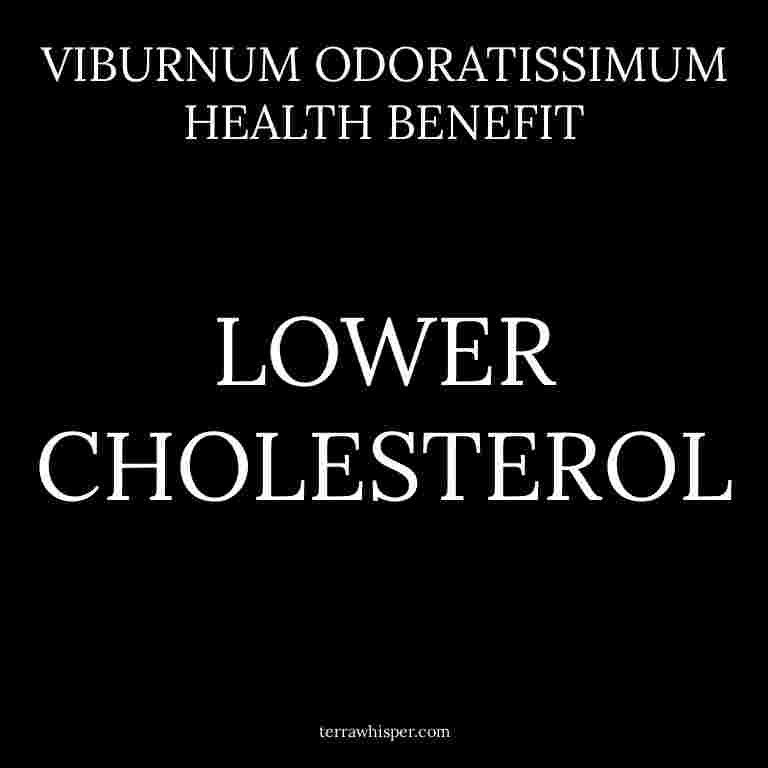 VIBURNUM ODORATISSIMUM
HEALTH BENEFIT
LOWER
CHOLESTEROL
terrawhisper.com